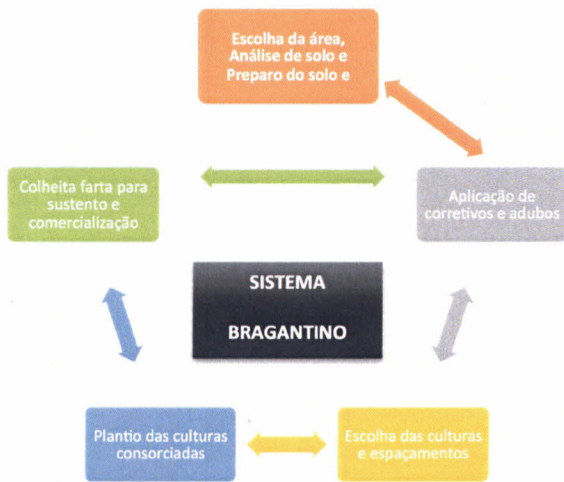 Escolha da área,
Análise de solo e
Preparo do solo e
Colheita farta para
sustento e
comercialização
Aplicação de
corretivos e adubos
SISTEMA
BRAGANTINO
Plantio das culturas
consorciadas
Escolha das culturas
e espaçamentos